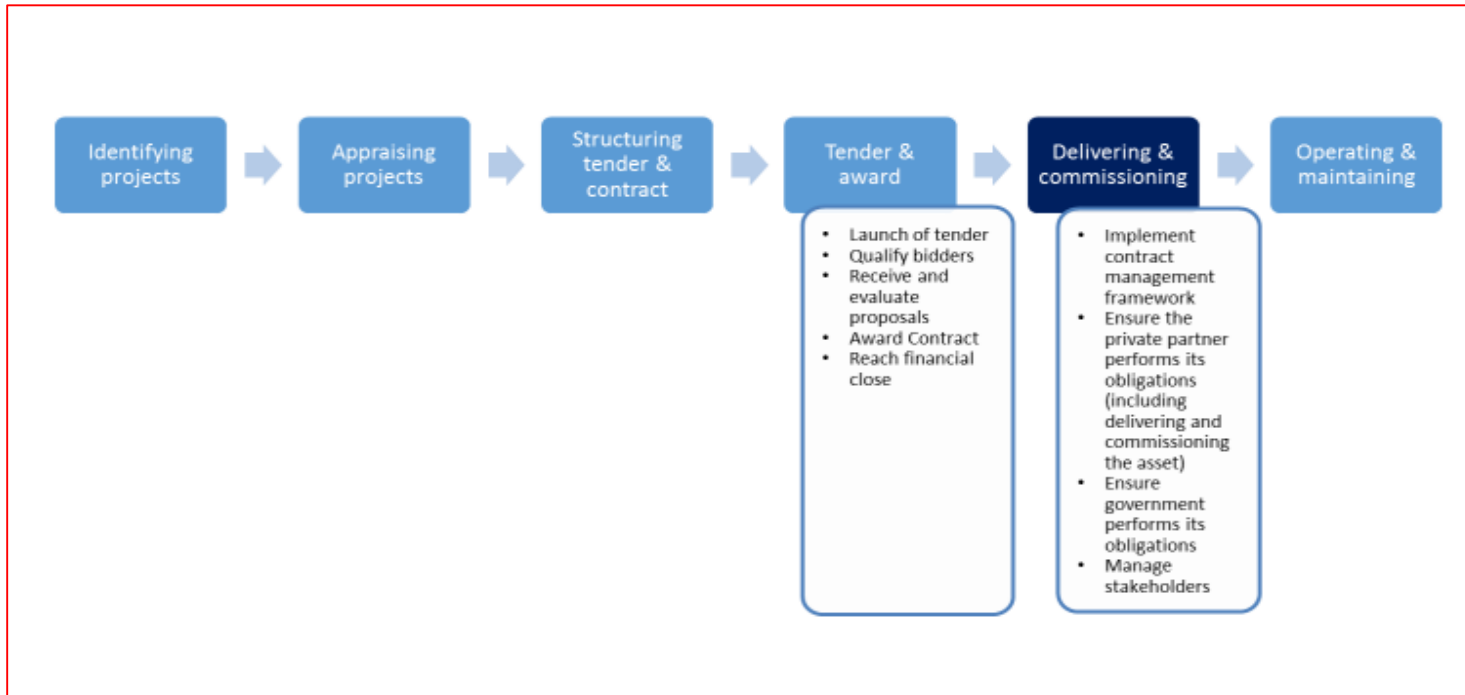 Identifying
projects
Appraising
projects
Structuring
tender &
contract
Tender &
award
Delivering &
commissioning
Operating &
maintaining
• Launch of tender
• Qualify bidders
• Receive and
evaluate
proposals
• Award Contract
• Reach financial
close
• Implement
contract
management
framework
• Ensure the
private partner
performs its
obligations
(including
delivering and
commissioning
the asset)
• Ensure
government
performs its
obligations
• Manage
stakeholders